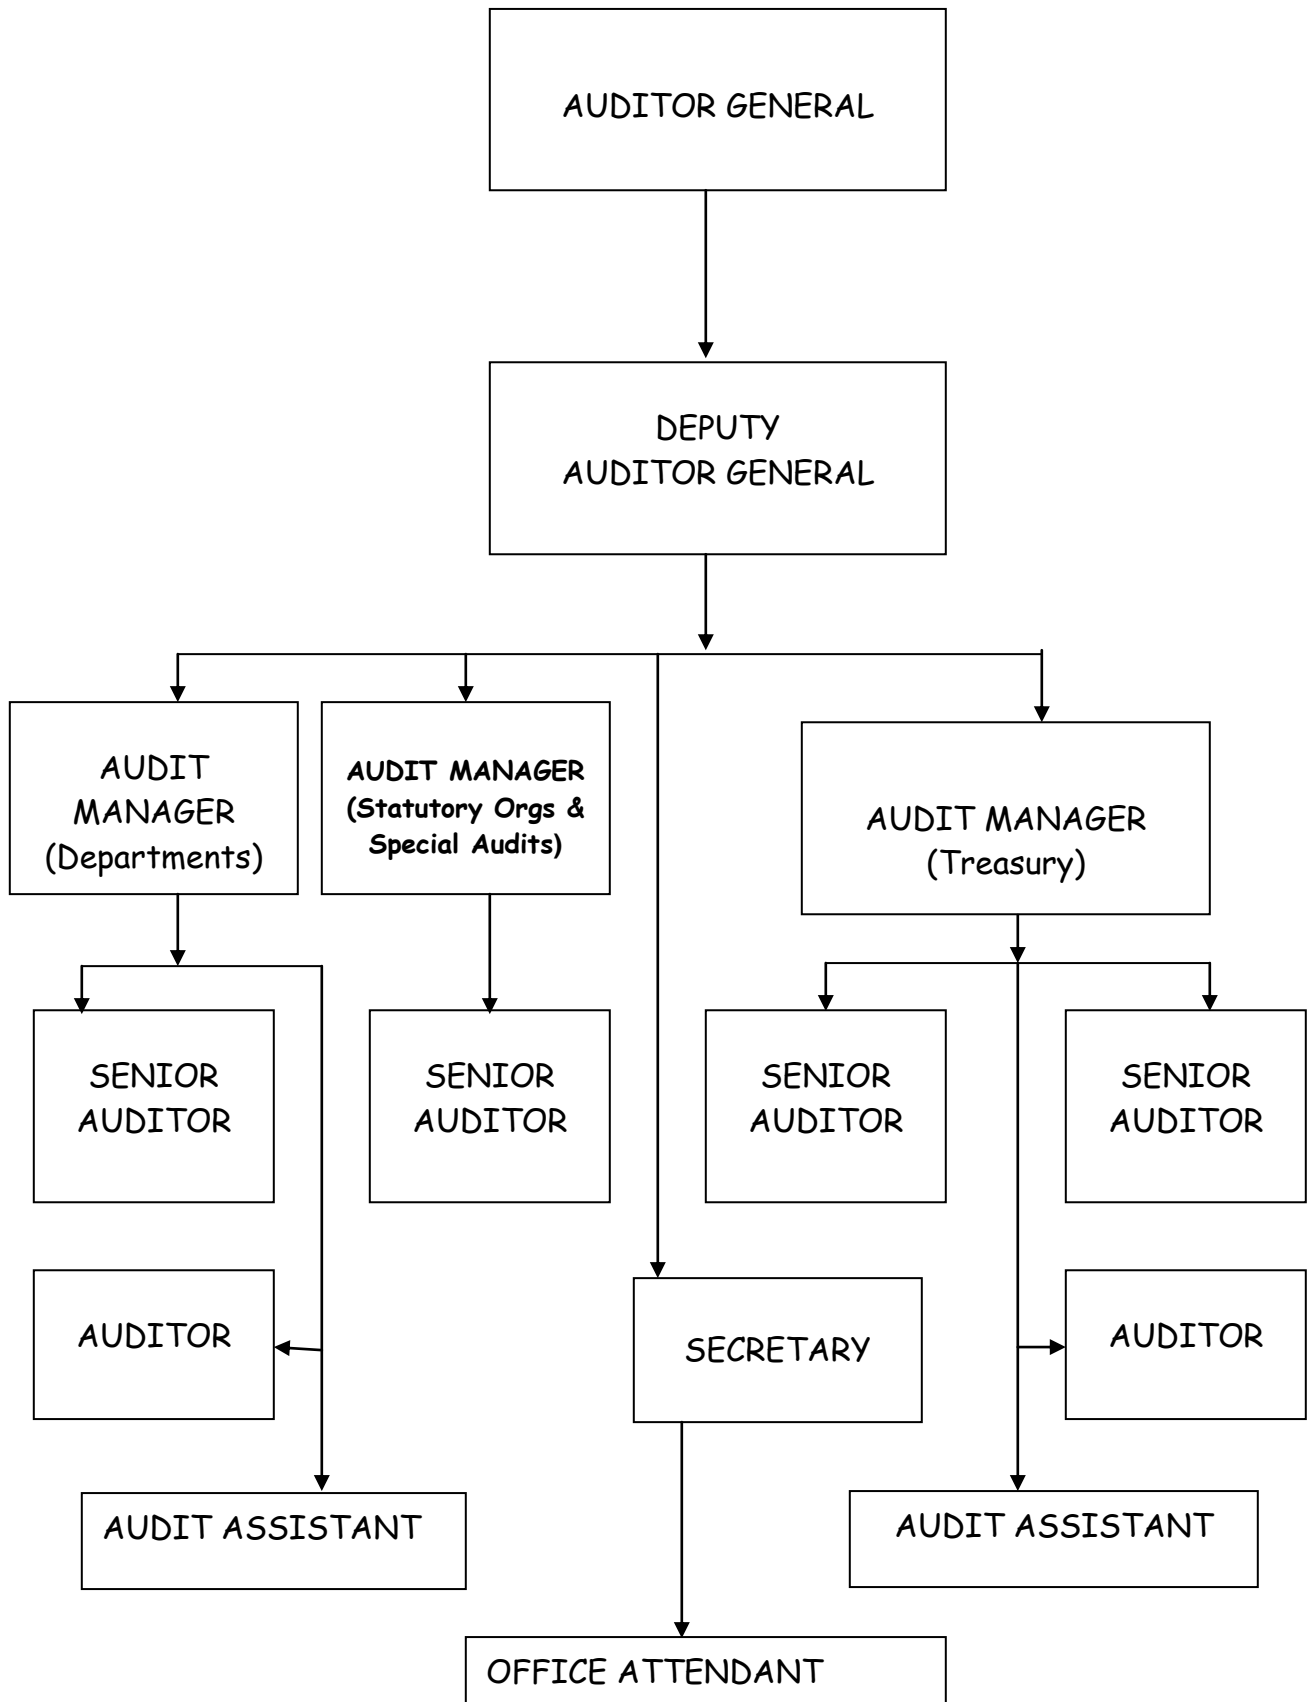 AUDITOR GENERAL
DEPUTY
AUDITOR GENERAL
AUDIT
MANAGER
(Departments)
AUDIT MANAGER
(Statutory Orgs &
Special Audits)
AUDIT MANAGER
(Treasury)
SENIOR
AUDITOR
SENIOR
AUDITOR
SENIOR
AUDITOR
SENIOR
AUDITOR
AUDITOR
SECRETARY
AUDITOR
AUDIT ASSISTANT
AUDIT ASSISTANT
OFFICE ATTENDANT